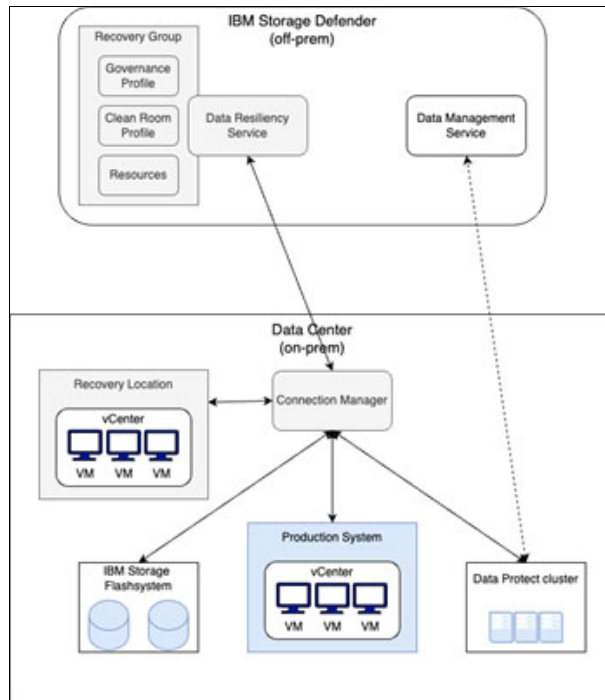 IBM Storage Defender
(off-prem)
Recovery Group
Governance
Profile
Clean Room
Profile
Resources
Data Resiliency
Service
Data Management
Service
Data Center
(on-prem)
Recovery Location
vCenter
VM VM VM
Connection Manager
IBM Storage
Flashsystem
Production System
vCenter
VM VM VM
Data Protect cluster